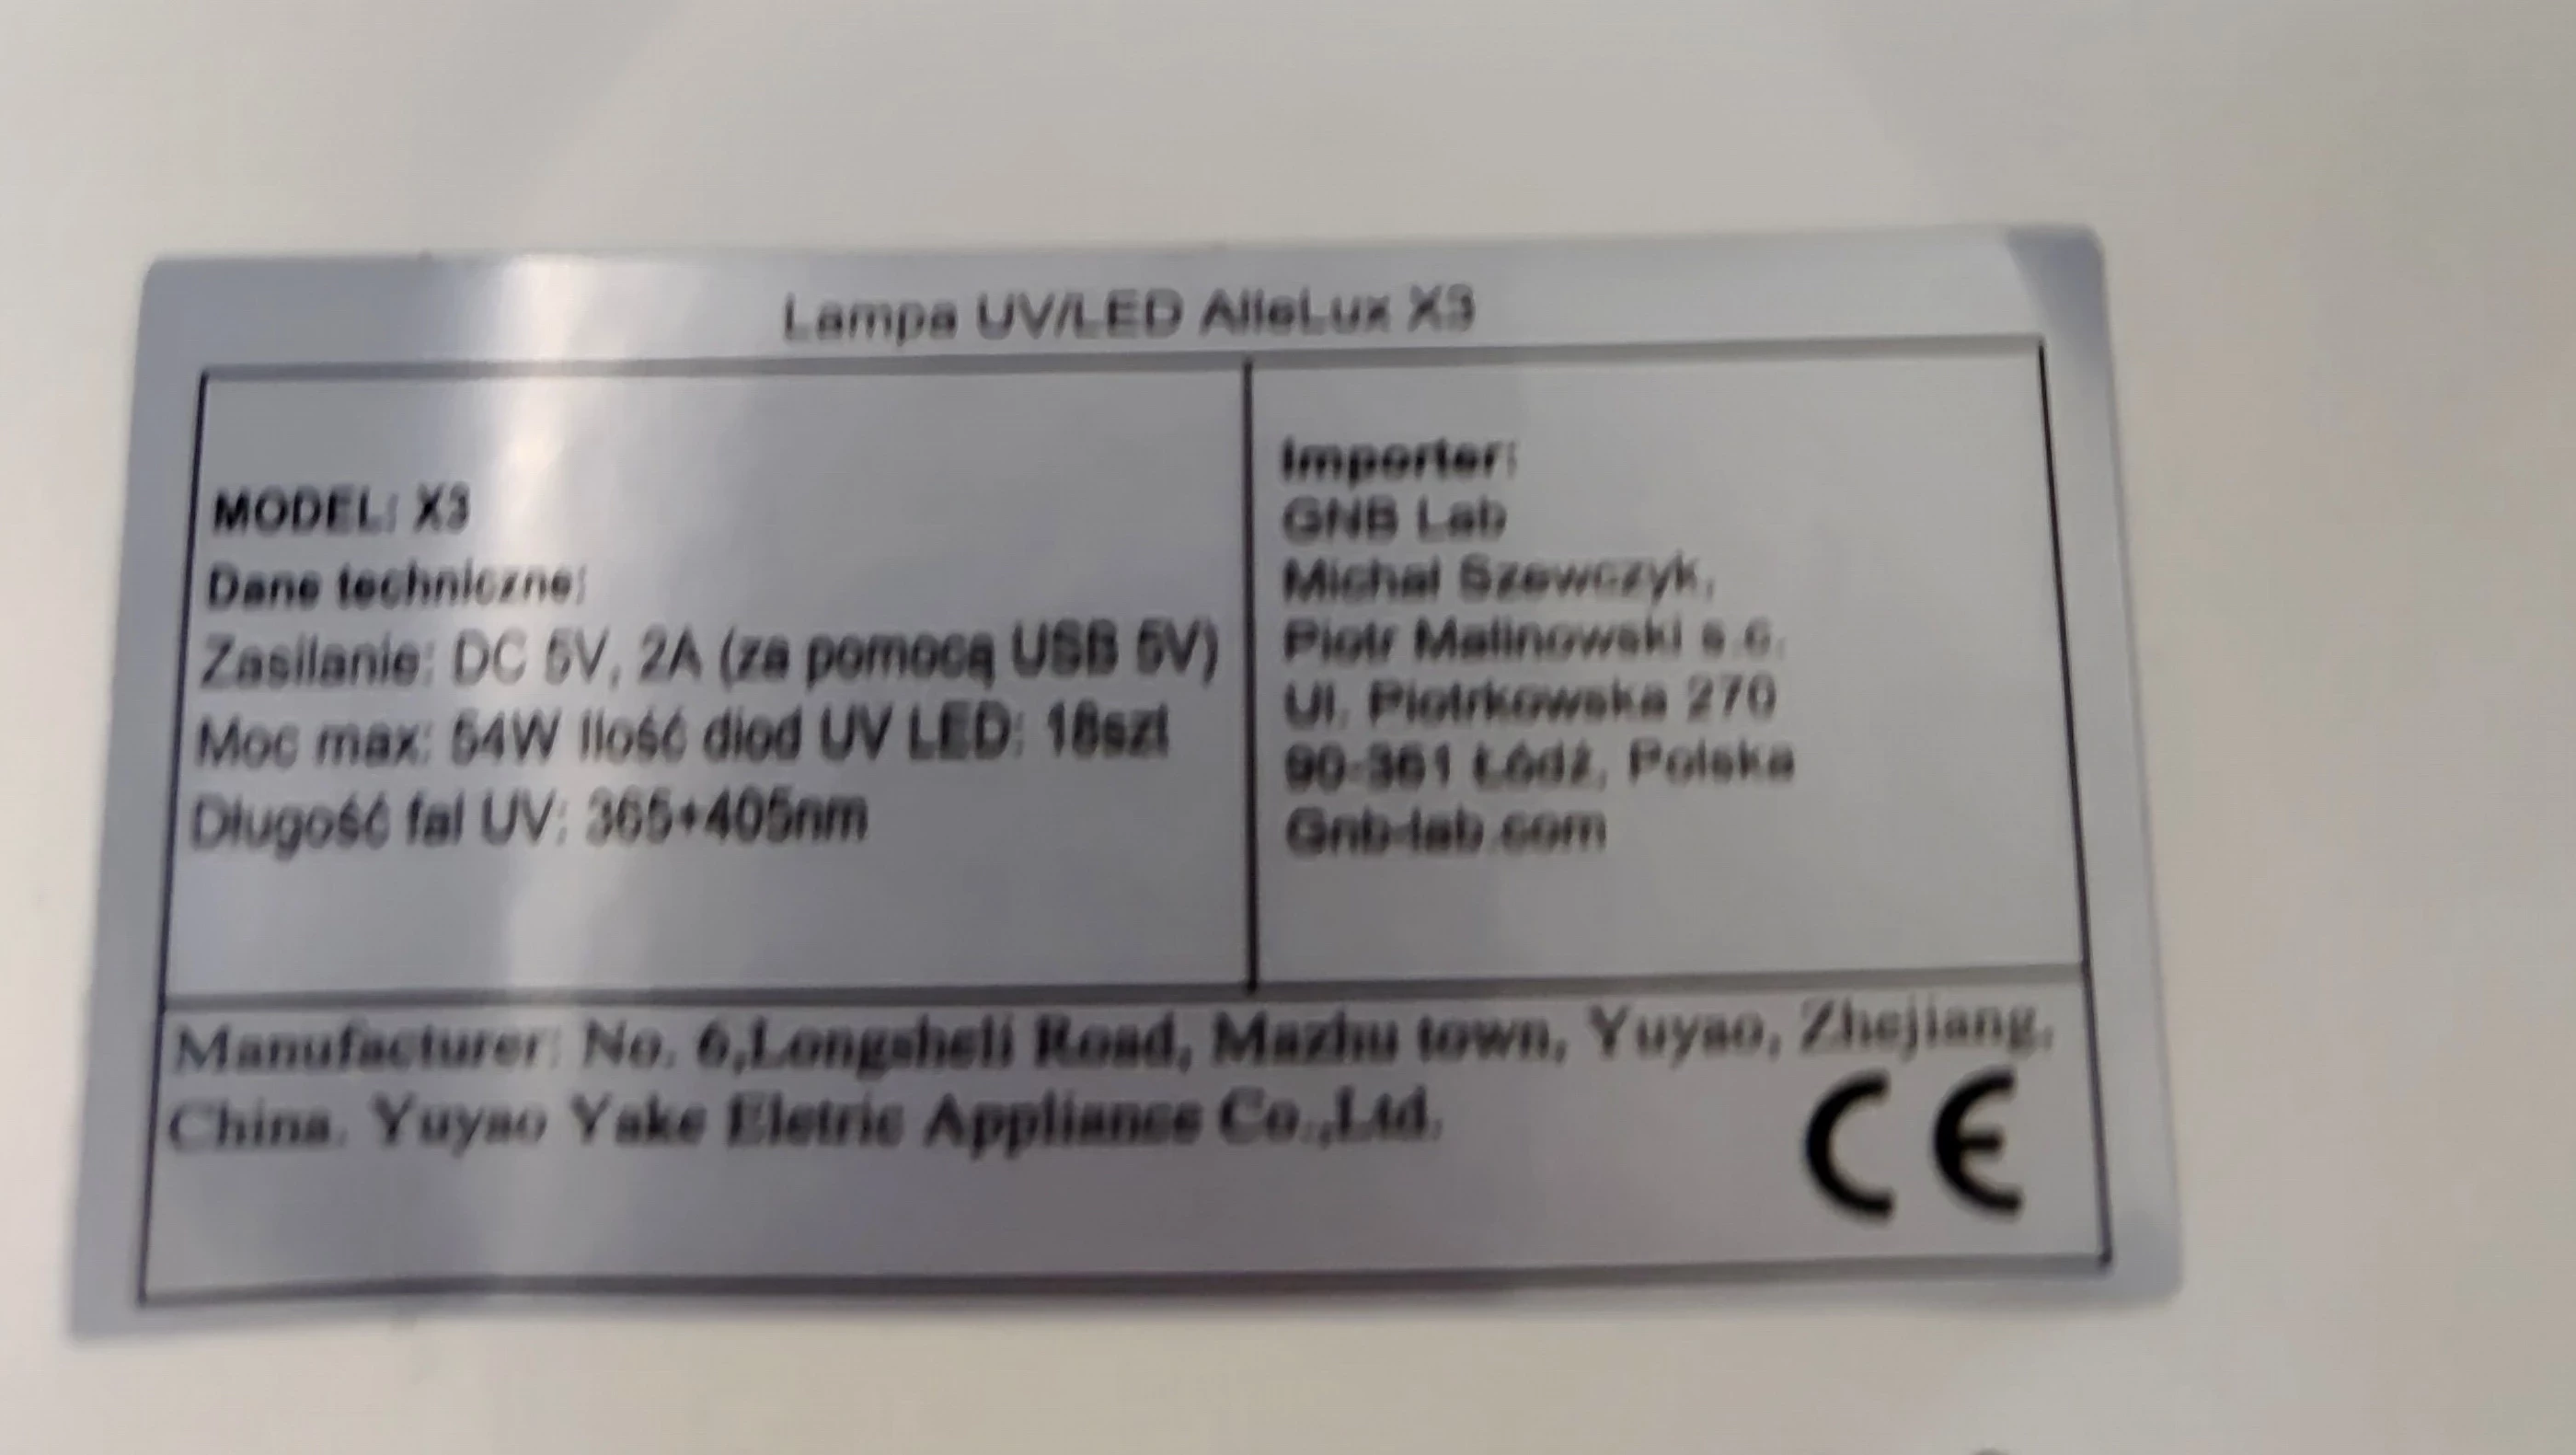 Lampa UV/LED AlleLux X3
MODEL: X3
Dane techniczne:
Zasilanie: DC 5V, 2A (za pomocą USB 5V)
Moc max: 54W Ilość diod UV LED: 18szt
Długość fal UV: 365+405nm
Importer:
GNB Lab
Michał Szewczyk,
Piotr Malinowski s.c.
Ul. Piotrkowska 270
90-361 Łódź, Polska
Gnb-lab.com
Manufacturer: No. 6,Longsheli Road, Mazhu town, Yuyao, Zhejiang,
China. Yuyao Yake Eletric Appliance Co.,Ltd.
CE